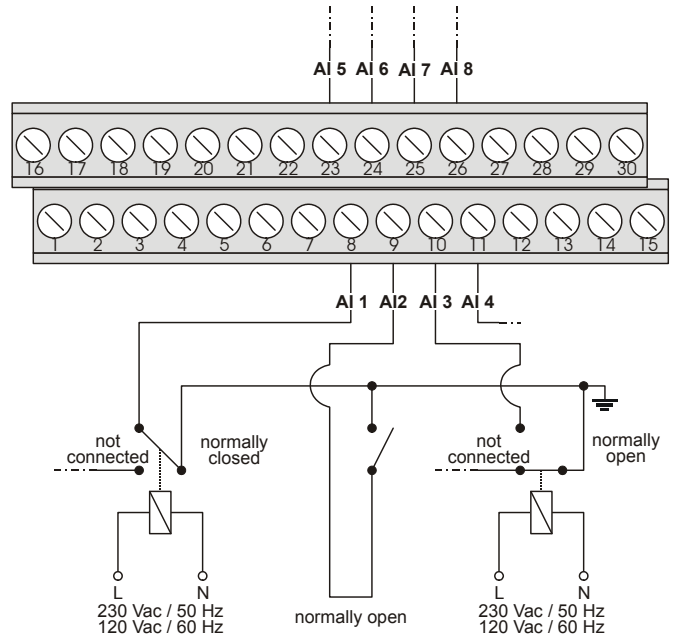 AI 5 AI 6 AI 7 AI 8
16 17 18 19 20 21 22 23 24 25 26 27 28 29 30
1 2 3 4 5 6 7 8 9 10 11 12 13 14 15
AI 1 AI2 AI 3 AI 4
not
connected
normally
closed
not
connected
normally
open
L N
230 Vac / 50 Hz
120 Vac / 60 Hz
normally open
L N
230 Vac / 50 Hz
120 Vac / 60 Hz